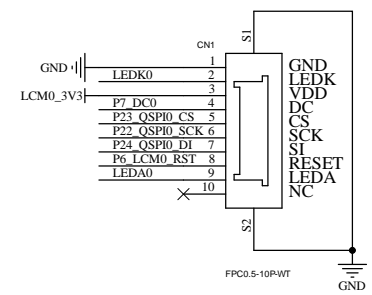 S1
CN1
GND 1 GND
LEDK0 2 LEDK
LCM0_3V3 3 VDD
P7_DC0 4 DC
P23_QSPI0_CS 5 CS
P22_QSPI0_SCK 6 SCK
P24_QSPI0_DI 7 SI
P6_LCM0_RST 8 RESET
LEDA0 9 LEDA
10 NC
S2
FPC0.5-10P-WT
GND